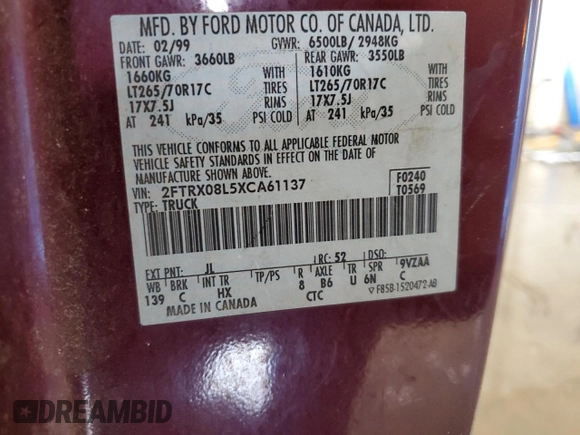 MFD. BY FORD MOTOR CO. OF CANADA, LTD.
DATE: 02/99 GVWR: 6500LB/ 2948KG
FRONT GAWR: 3660LB REAR GAWR: 3550LB
1660KG WITH 1610KG WITH
LT265/70R17C TIRES LT265/70R17C TIRES
17X7.5J RIMS 17X7.5J RIMS
AT 241 kPa/35 PSI COLD AT 241 kPa/35 PSI COLD
THIS VEHICLE CONFORMS TO ALL APPLICABLE FEDERAL MOTOR
VEHICLE SAFETY STANDARDS IN EFFECT ON THE DATE OF
MANUFACTURE SHOWN ABOVE.
VIN: 2FTRX08L5XCA61137 F0240
TYPE: TRUCK T0569
EXT PNT: JL RC: 52 DSO:
WB BRK INT TR TP/PS R AXLE TR SPR 9VZAA
139 C HX 8 B6 U 6N C
MADE IN CANADA CTC F85B-1520472-AB
DREAMBID